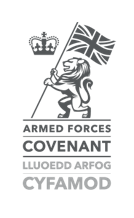 ARMED FORCES
COVENANT
LLUOEDD ARFOG
CYFAMOD